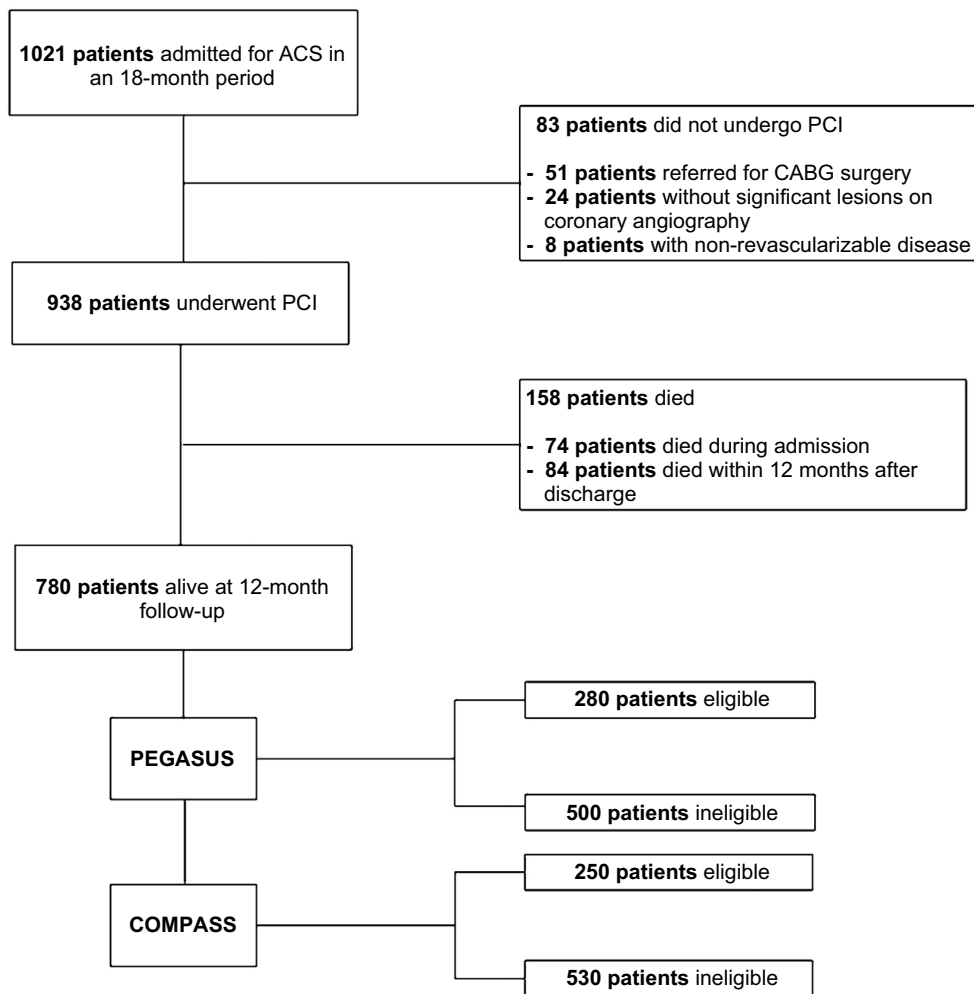 1021 patients admitted for ACS in
an 18-month period
83 patients did not undergo PCI
- 51 patients referred for CABG surgery
- 24 patients without significant lesions on
coronary angiography
- 8 patients with non-revascularizable disease
938 patients underwent PCI
158 patients died
- 74 patients died during admission
- 84 patients died within 12 months after
discharge
780 patients alive at 12-month
follow-up
PEGASUS
280 patients eligible
500 patients ineligible
COMPASS
250 patients eligible
530 patients ineligible